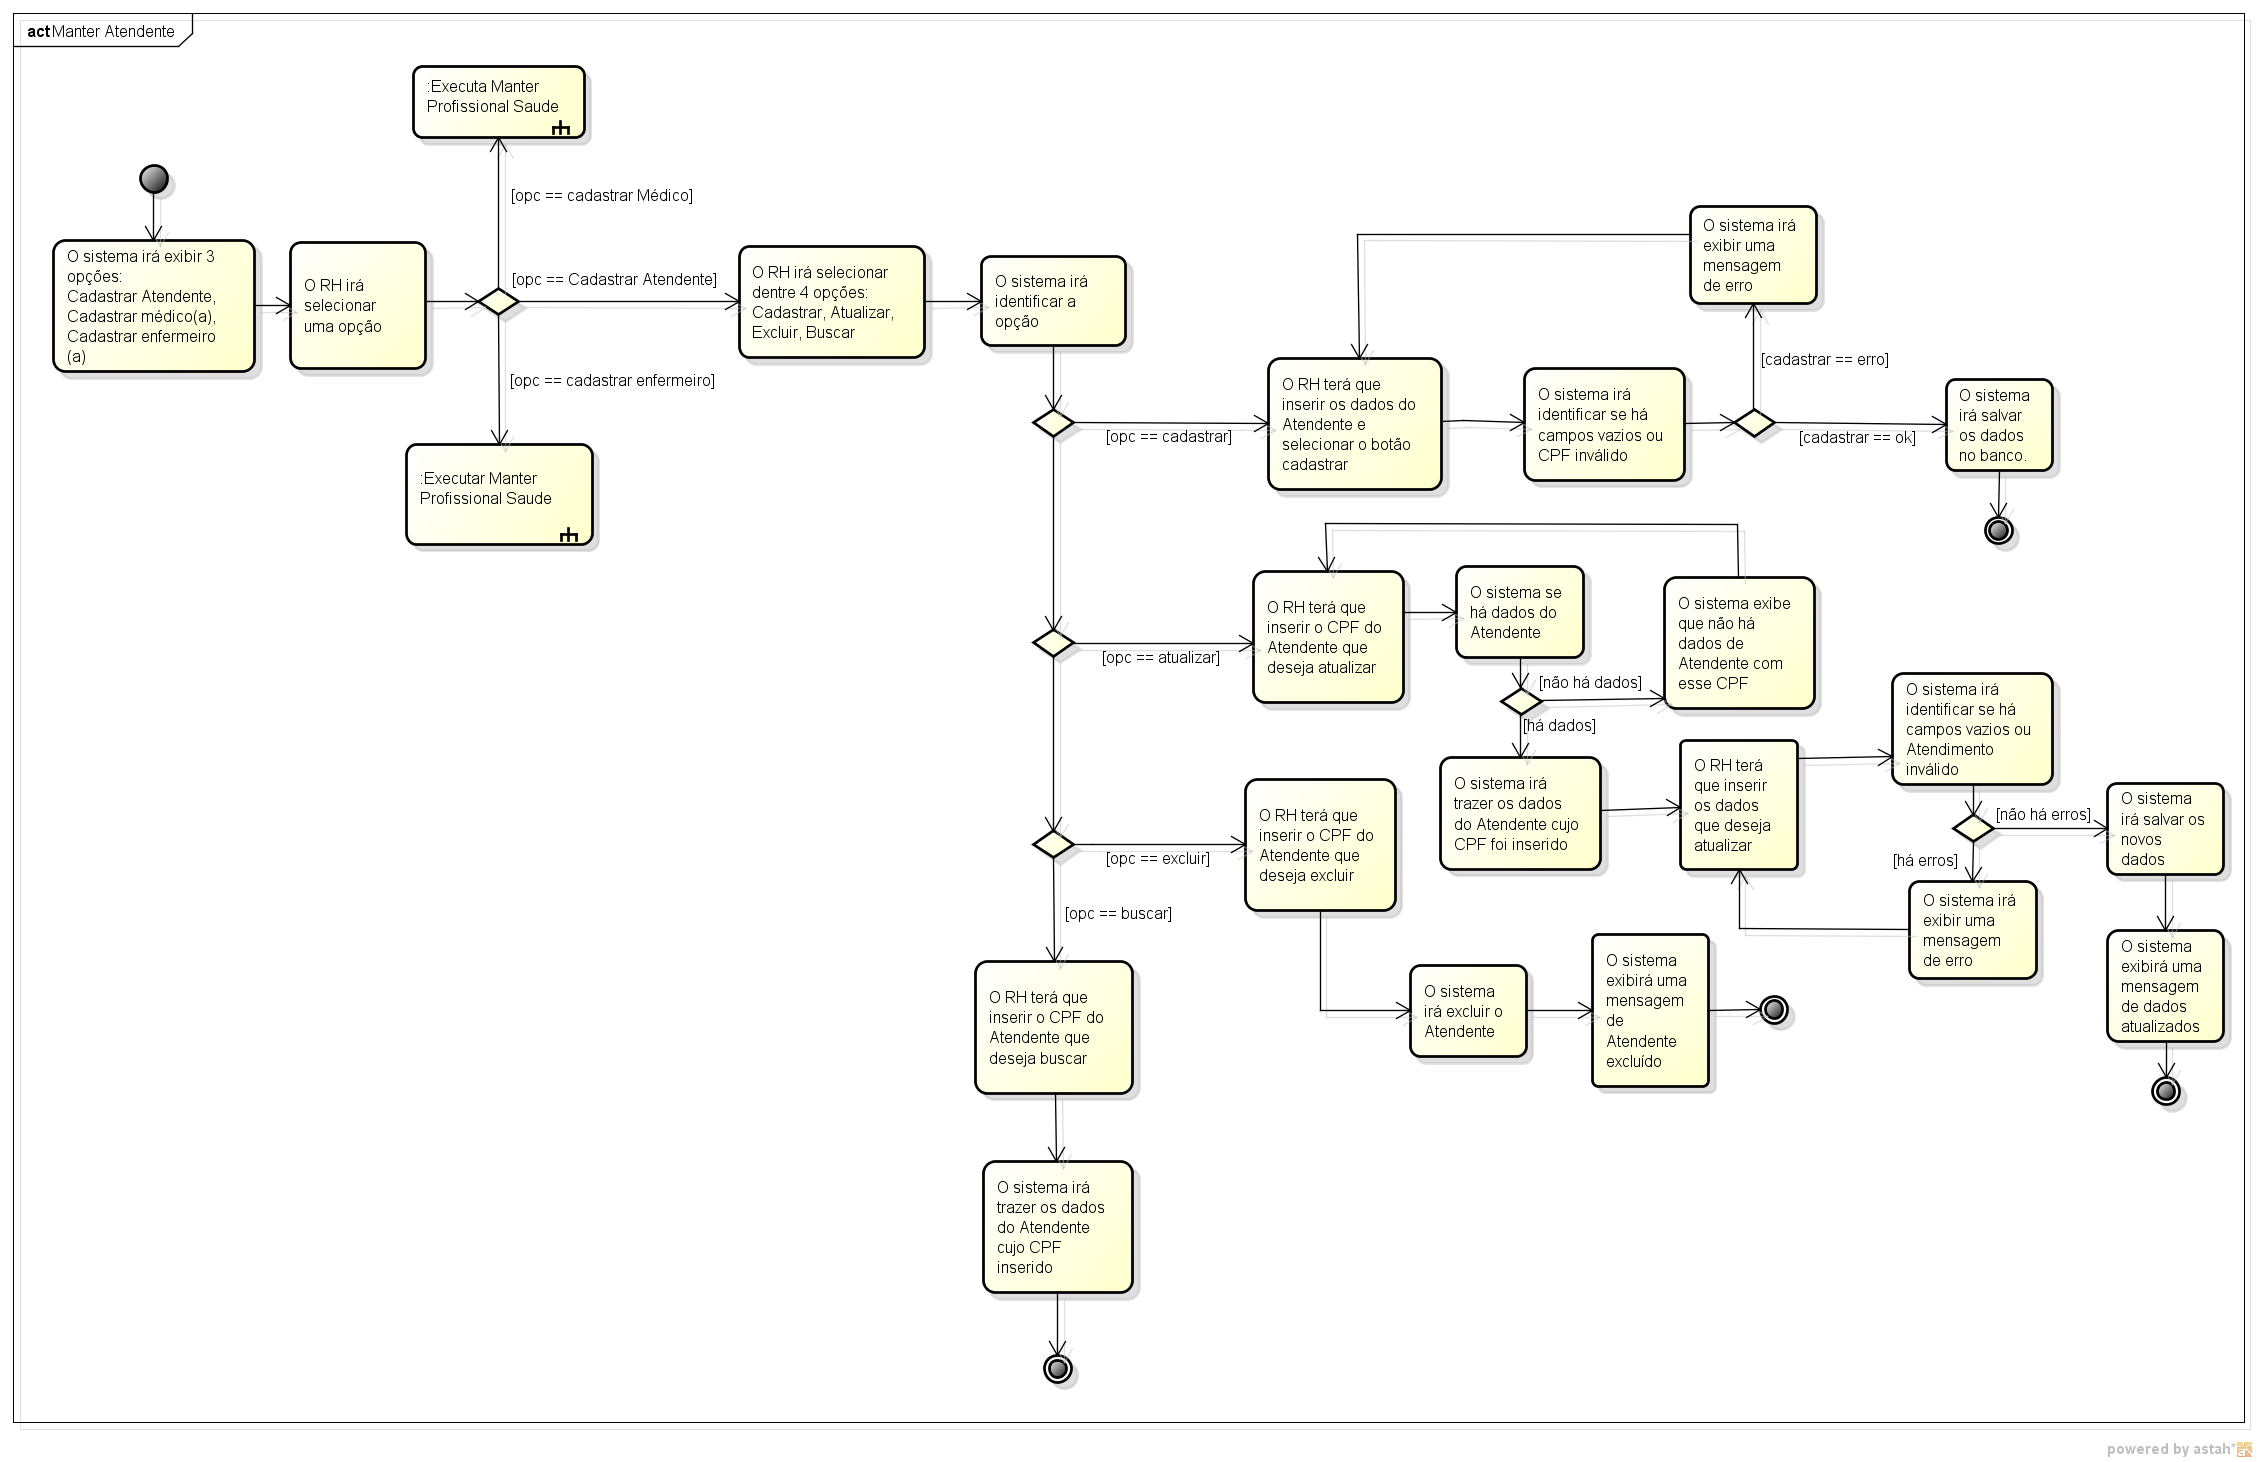 act Manter Atendente
:Executa Manter
Profissional Saude
[opc == cadastrar Médico]
O sistema irá exibir 3
opções:
Cadastrar Atendente,
Cadastrar médico(a),
Cadastrar enfermeiro
(a)
O RH irá
selecionar
uma opção
[opc == Cadastrar Atendente]
[opc == cadastrar enfermeiro]
:Executar Manter
Profissional Saude
O RH irá selecionar
dentre 4 opções:
Cadastrar, Atualizar,
Excluir, Buscar
O sistema irá
identificar a
opção
[opc == cadastrar]
O RH terá que
inserir os dados do
Atendente e
selecionar o botão
cadastrar
O sistema irá
identificar se há
campos vazios ou
CPF inválido
O sistema irá
exibir uma
mensagem
de erro
[cadastrar == erro]
[cadastrar == ok]
O sistema
irá salvar
os dados
no banco.
[opc == atualizar]
O RH terá que
inserir o CPF do
Atendente que
deseja atualizar
O sistema se
há dados do
Atendente
[não há dados]
O sistema exibe
que não há
dados de
Atendente com
esse CPF
[há dados]
O sistema irá
trazer os dados
do Atendente cujo
CPF foi inserido
O RH terá
que inserir
os dados
que deseja
atualizar
O sistema irá
identificar se há
campos vazios ou
Atendimento
inválido
[não há erros]
[há erros]
O sistema irá
exibir uma
mensagem
de erro
O sistema
irá salvar os
novos
dados
O sistema
exibirá uma
mensagem
de dados
atualizados
[opc == excluir]
O RH terá que
inserir o CPF do
Atendente que
deseja excluir
O sistema
irá excluir o
Atendente
O sistema
exibirá uma
mensagem
de
Atendente
excluído
[opc == buscar]
O RH terá que
inserir o CPF do
Atendente que
deseja buscar
O sistema irá
trazer os dados
do Atendente
cujo CPF
inserido
powered by astah*